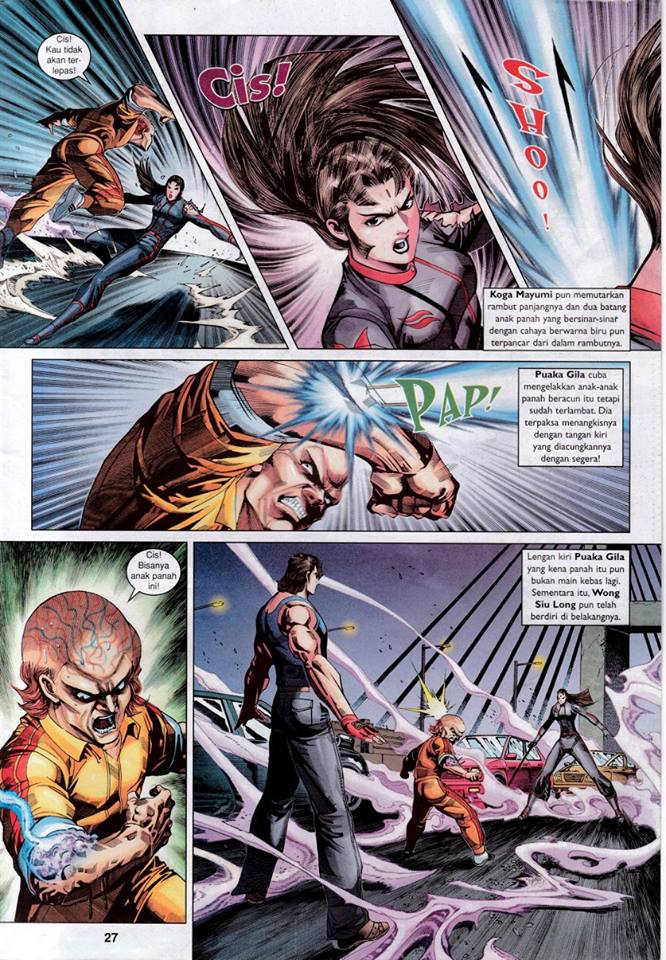 Cis!
Kau tidak
akan ter-
lepas!
Cis!
SHOO!
Koga Mayumi pun memutarkan
rambut panjangnya dan dua batang
anak panah yang bersinar-sinar
dengan cahaya berwarna biru pun
terpancar dari dalam rambutnya.
PAP!
Puaka Gila cuba
mengelakkan anak-anak
panah beracun itu tetapi
sudah terlambat. Dia
terpaksa menangkisnya
dengan tangan kiri
yang diacungkannya
dengan segera!
Cis!
Bisanya
anak panah
ini!
Lengan kiri Puaka Gila
yang kena panah itu pun
bukan main kebas lagi.
Sementara itu, Wong
Siu Long pun telah
berdiri di belakangnya.
27